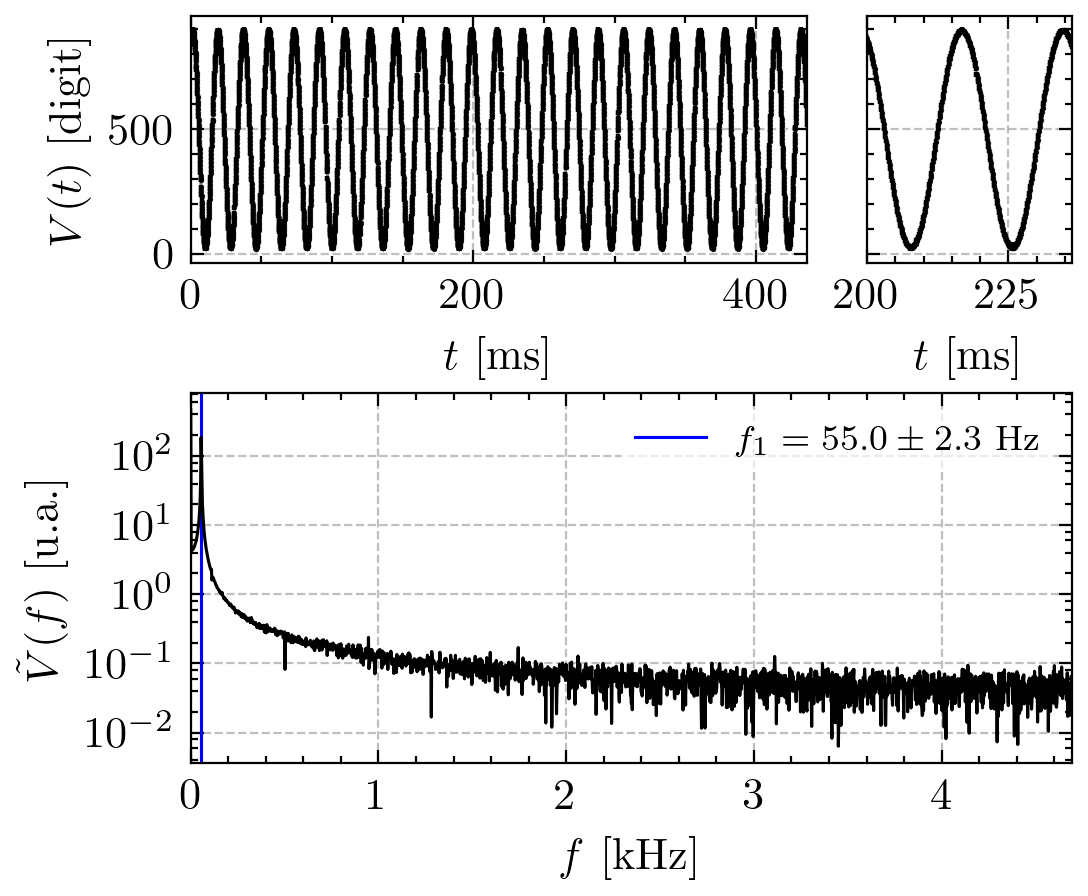 V(t) [digit]
500
0
0 200 400
t [ms]
200 225
t [ms]
f₁ = 55.0 ± 2.3 Hz
Ṽ(f) [u.a.]
10²
10¹
10⁰
10⁻¹
10⁻²
0 1 2 3 4
f [kHz]